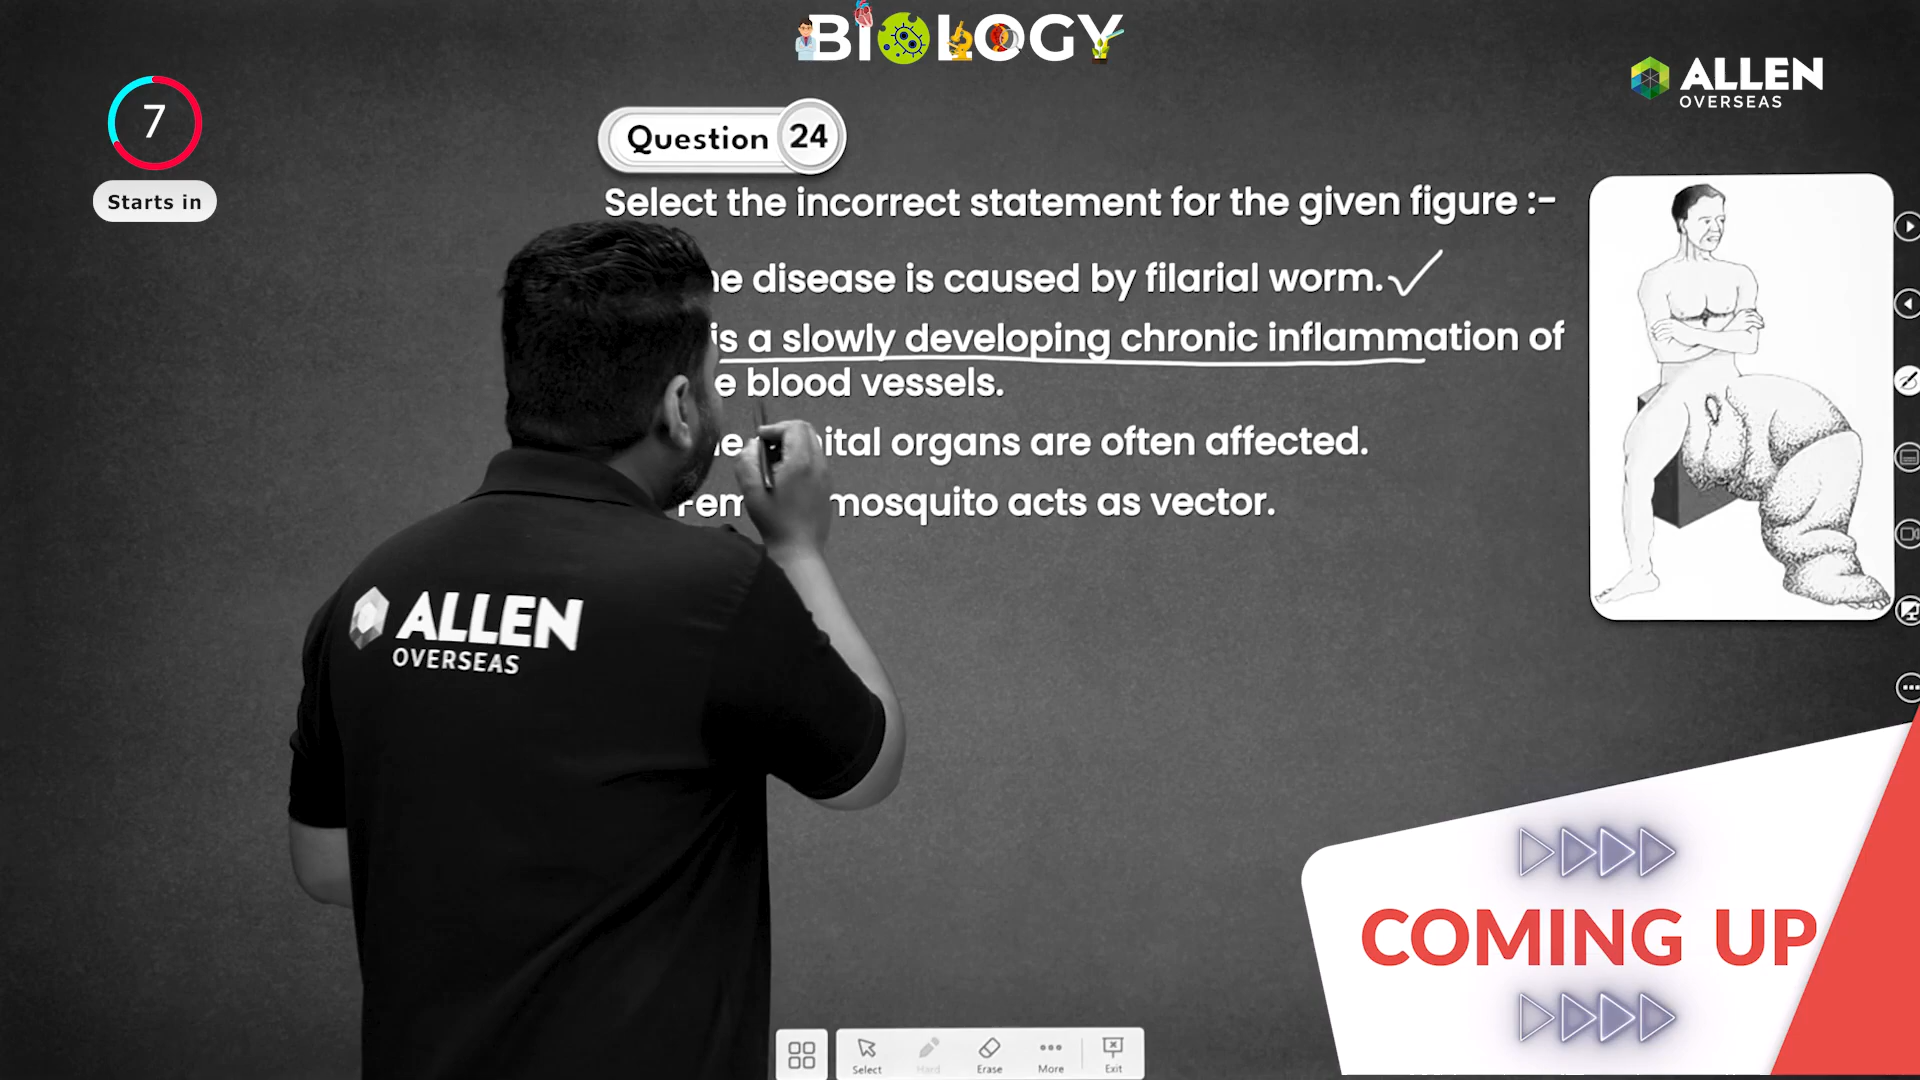 BIOLOGY
7
Starts in
ALLEN
OVERSEAS
Question 24
Select the incorrect statement for the given figure :-
disease is caused by filarial worm.
is a slowly developing chronic inflammation of
blood vessels.
organs are often affected.
mosquito acts as vector.
ALLEN
OVERSEAS
COMING UP
Select
Hard
Erase
More
Exit